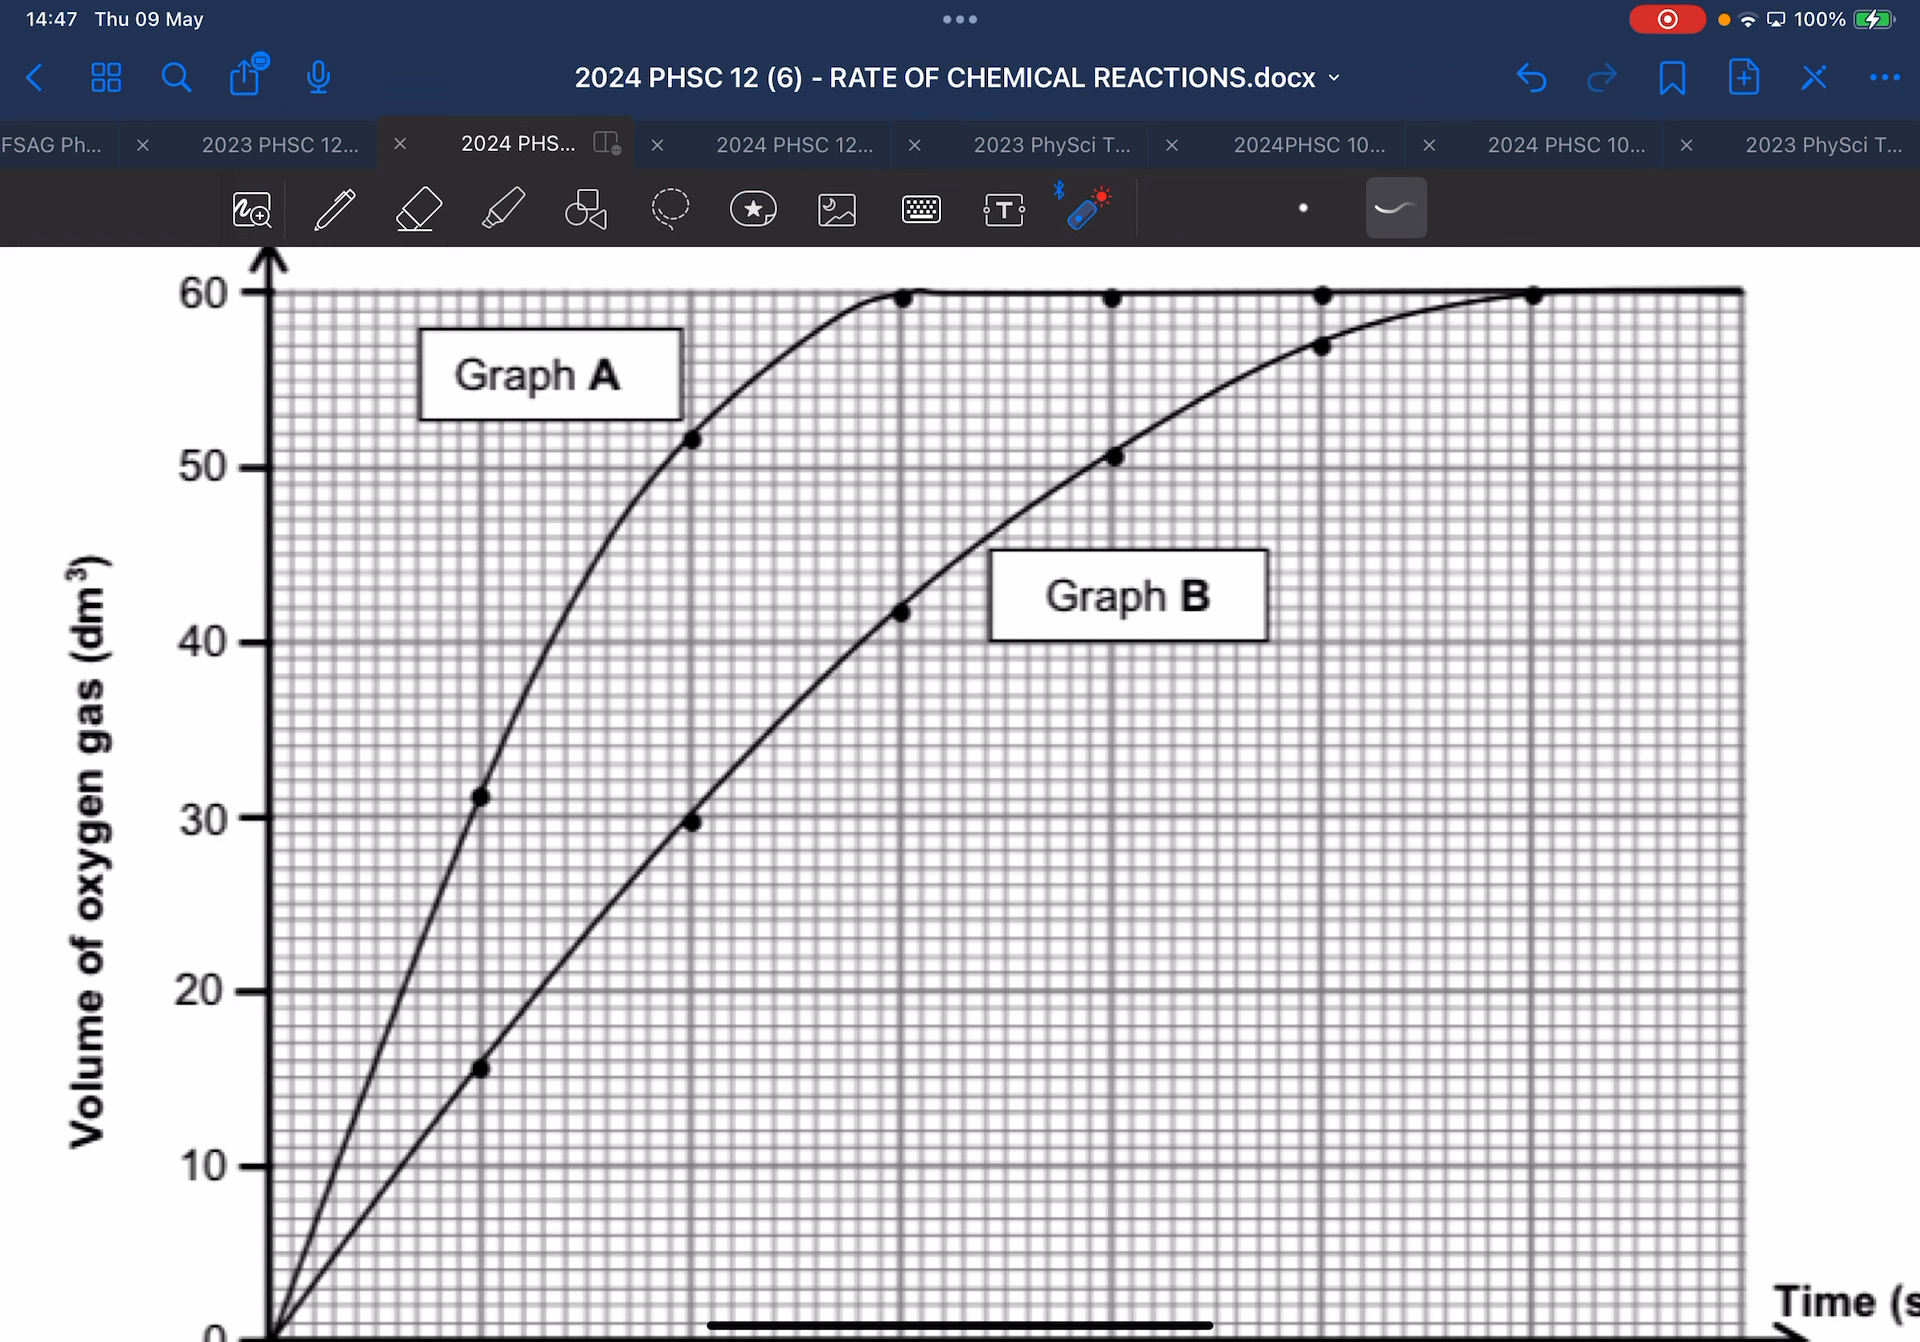 14:47 Thu 09 May
100%
2024 PHSC 12 (6) - RATE OF CHEMICAL REACTIONS.docx
FSAG Ph...
2023 PHSC 12...
2024 PHS...
2024 PHSC 12...
2023 PhySci T...
2024PHSC 10...
2024 PHSC 10...
2023 PhySci T...
60
Graph A
50
Graph B
40
Volume of oxygen gas (dm³)
30
20
10
0
Time (s